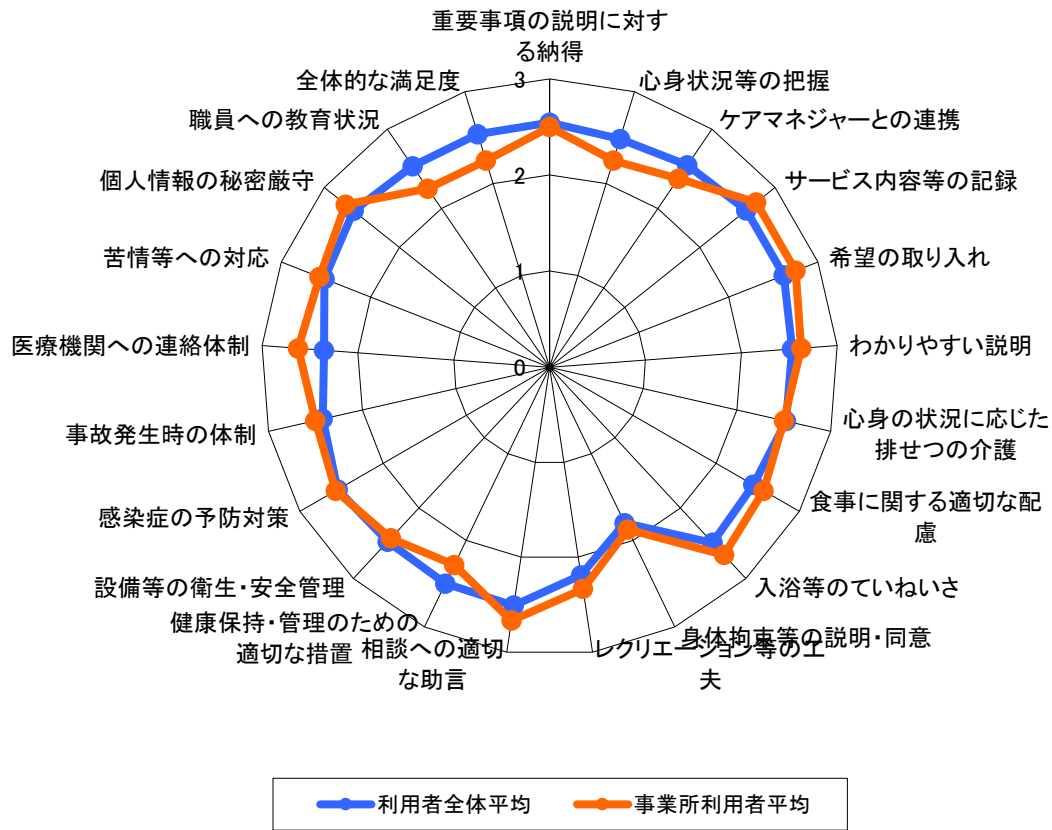 重要事項の説明に対す
る納得
心身状況等の把握
ケアマネジャーとの連携
サービス内容等の記録
希望の取り入れ
わかりやすい説明
心身の状況に応じた
排せつの介護
食事に関する適切な配
慮
入浴等のていねいさ
身体拘束等の説明・同意
レクリエーション等の工
夫
相談への適切
な助言
健康保持・管理のための
適切な措置
設備等の衛生・安全管理
感染症の予防対策
事故発生時の体制
医療機関への連絡体制
苦情等への対応
個人情報の秘密厳守
職員への教育状況
全体的な満足度
3
2
1
0
利用者全体平均
事業所利用者平均